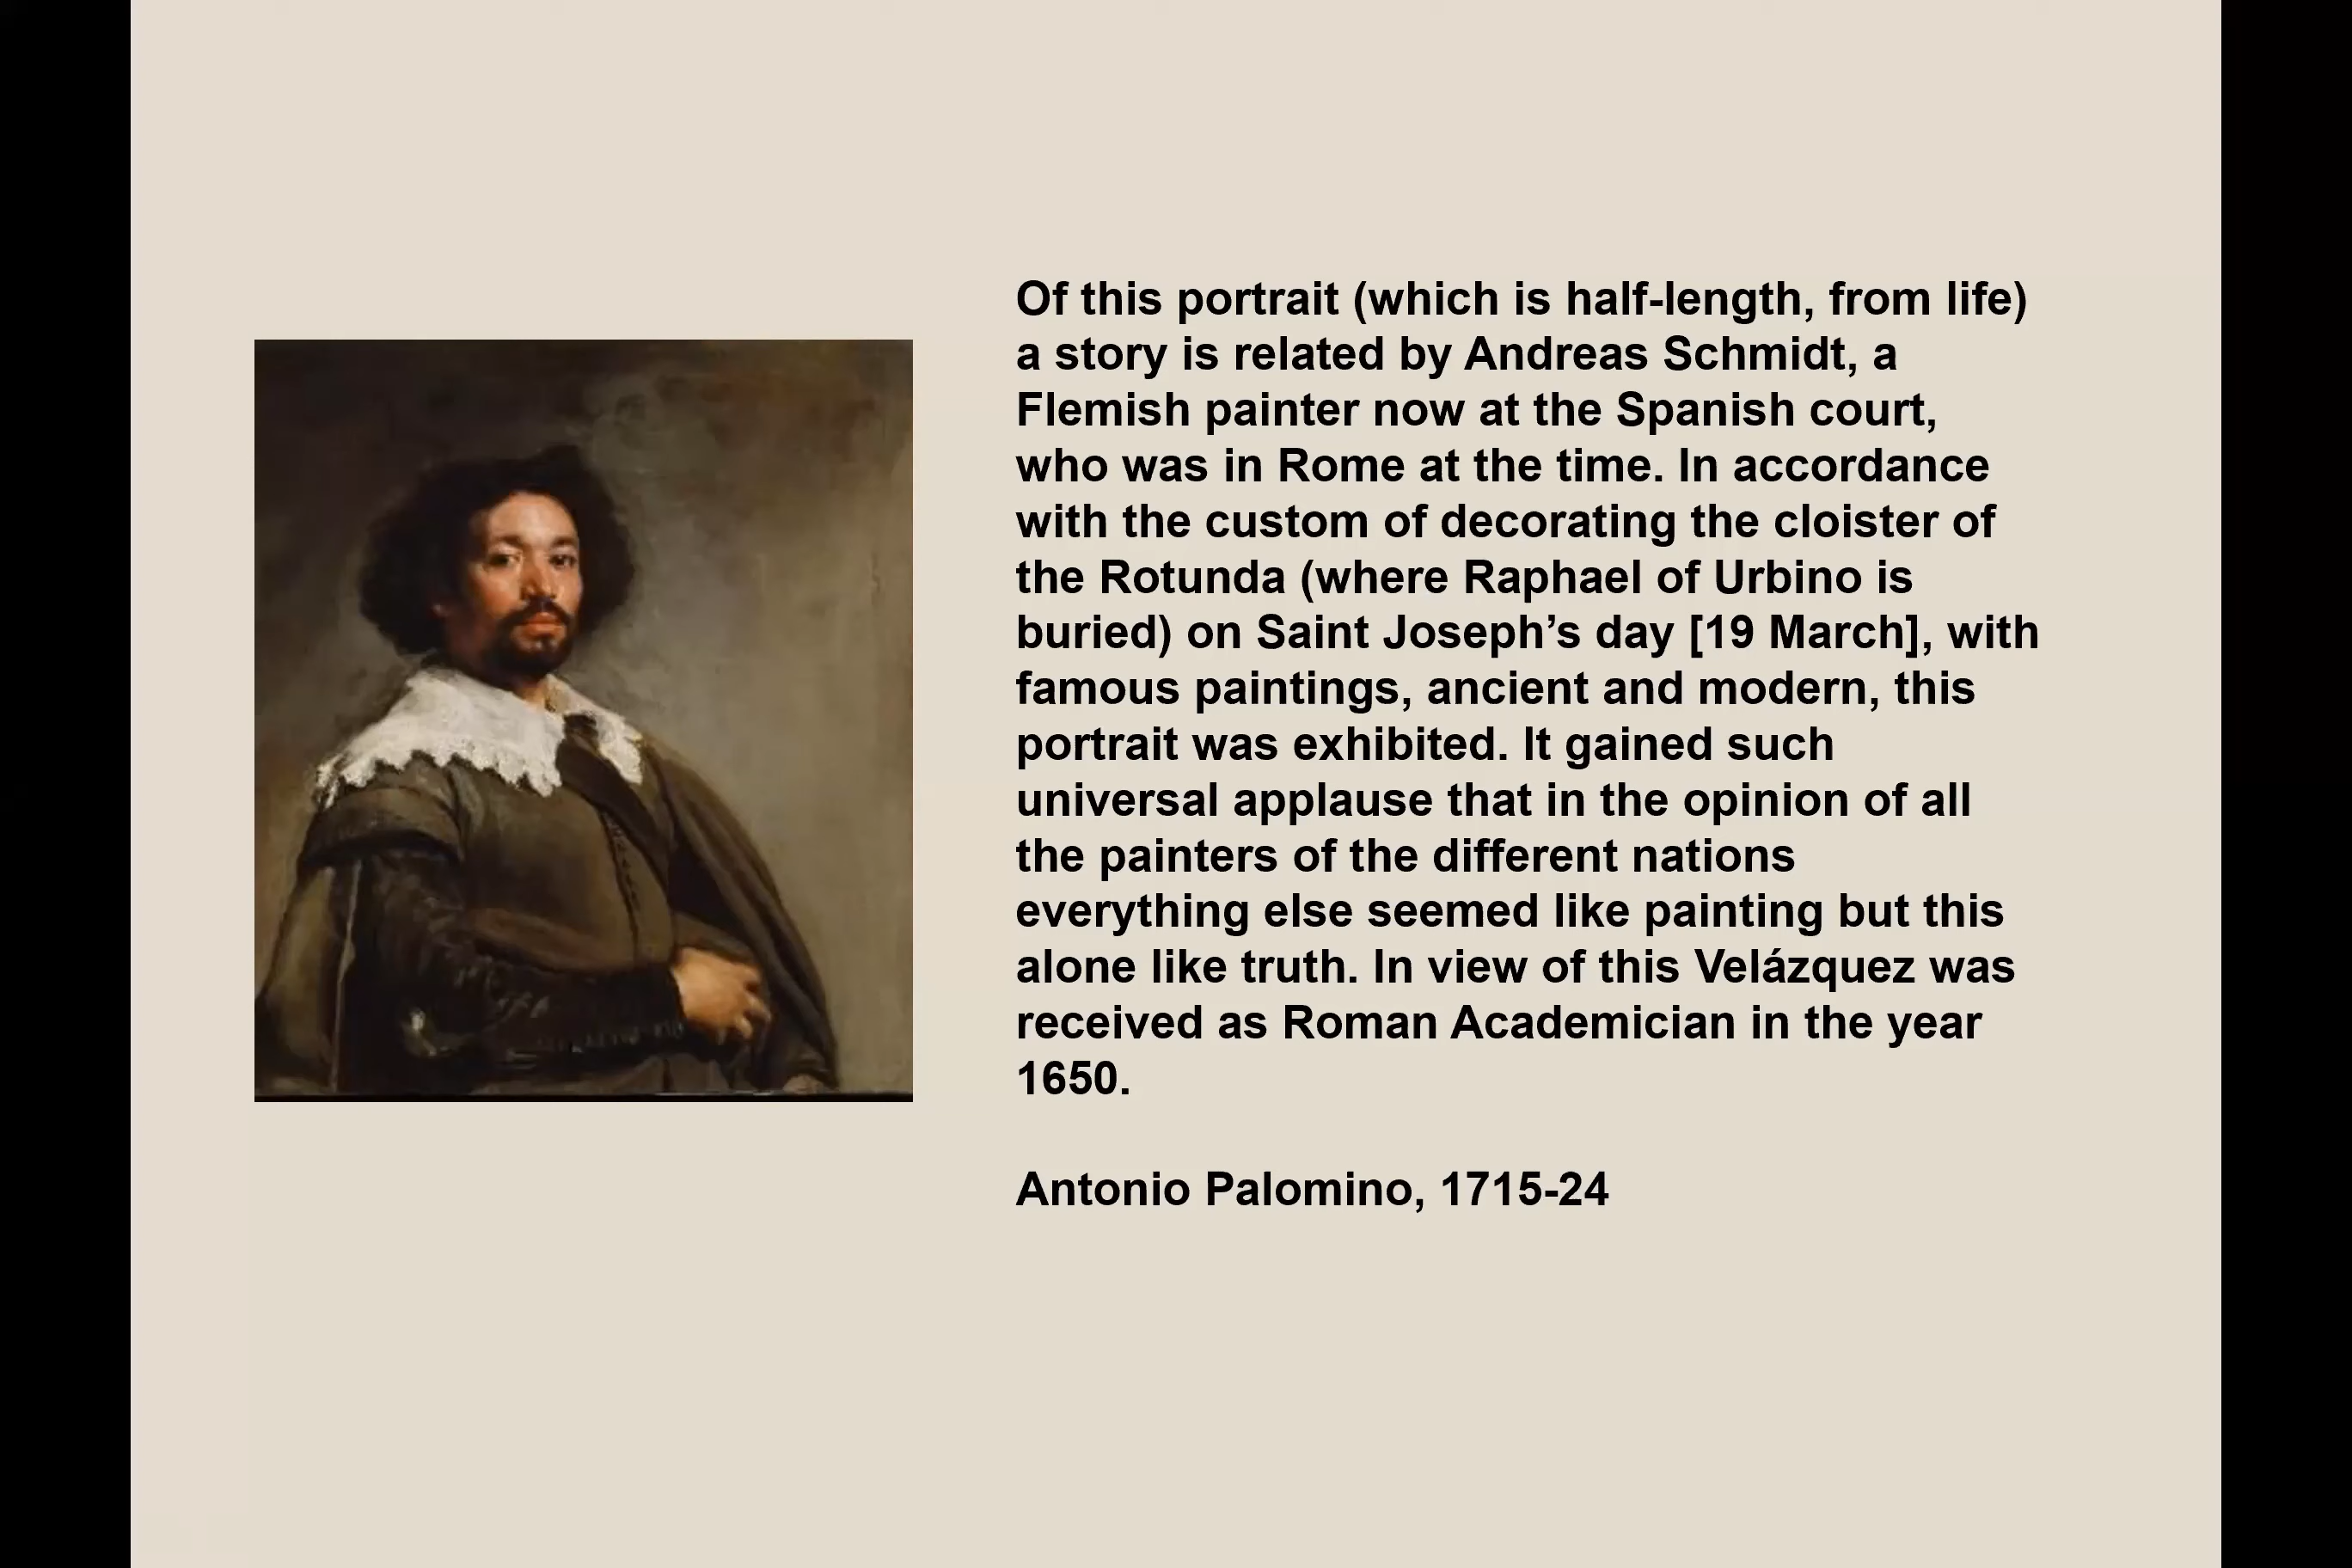 Of this portrait (which is half-length, from life)
a story is related by Andreas Schmidt, a
Flemish painter now at the Spanish court,
who was in Rome at the time. In accordance
with the custom of decorating the cloister of
the Rotunda (where Raphael of Urbino is
buried) on Saint Joseph’s day [19 March], with
famous paintings, ancient and modern, this
portrait was exhibited. It gained such
universal applause that in the opinion of all
the painters of the different nations
everything else seemed like painting but this
alone like truth. In view of this Velázquez was
received as Roman Academician in the year
1650.
Antonio Palomino, 1715-24